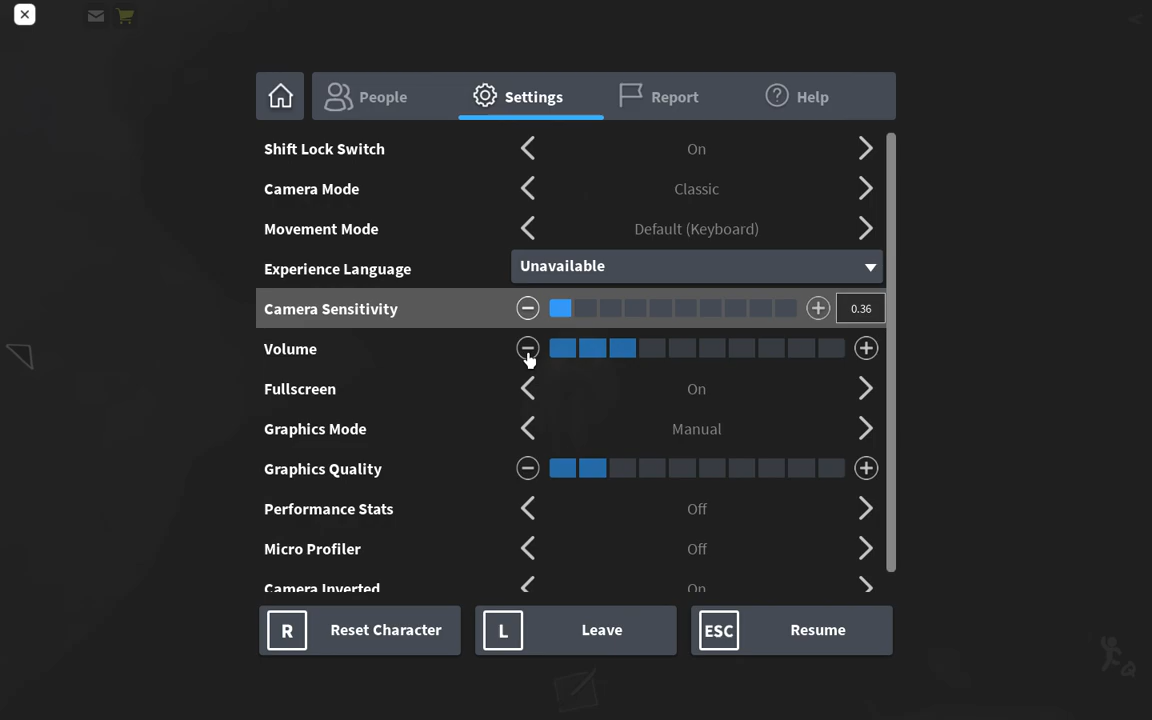 People
Settings
Report
Help
Shift Lock Switch On
Camera Mode Classic
Movement Mode Default (Keyboard)
Experience Language Unavailable
Camera Sensitivity 0.36
Volume
Fullscreen On
Graphics Mode Manual
Graphics Quality
Performance Stats Off
Micro Profiler Off
Camera Inverted On
R Reset Character
L Leave
ESC Resume